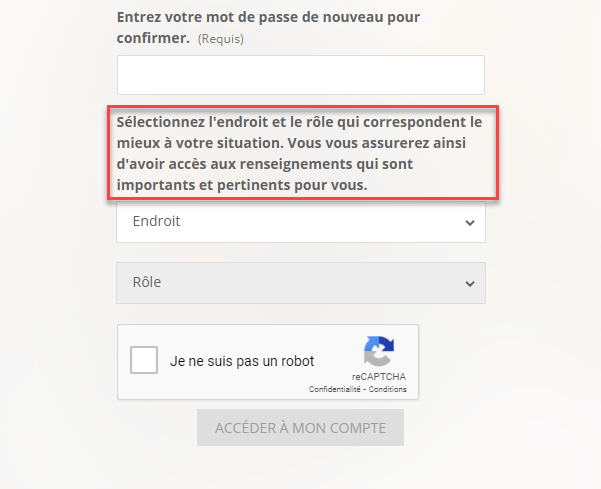 Entrez votre mot de passe de nouveau pour
confirmer. (Requis)
Sélectionnez l'endroit et le rôle qui correspondent le
mieux à votre situation. Vous vous assurerez ainsi
d'avoir accès aux renseignements qui sont
importants et pertinents pour vous.
Endroit
Rôle
Je ne suis pas un robot
reCAPTCHA
Confidentialité - Conditions
ACCÉDER À MON COMPTE